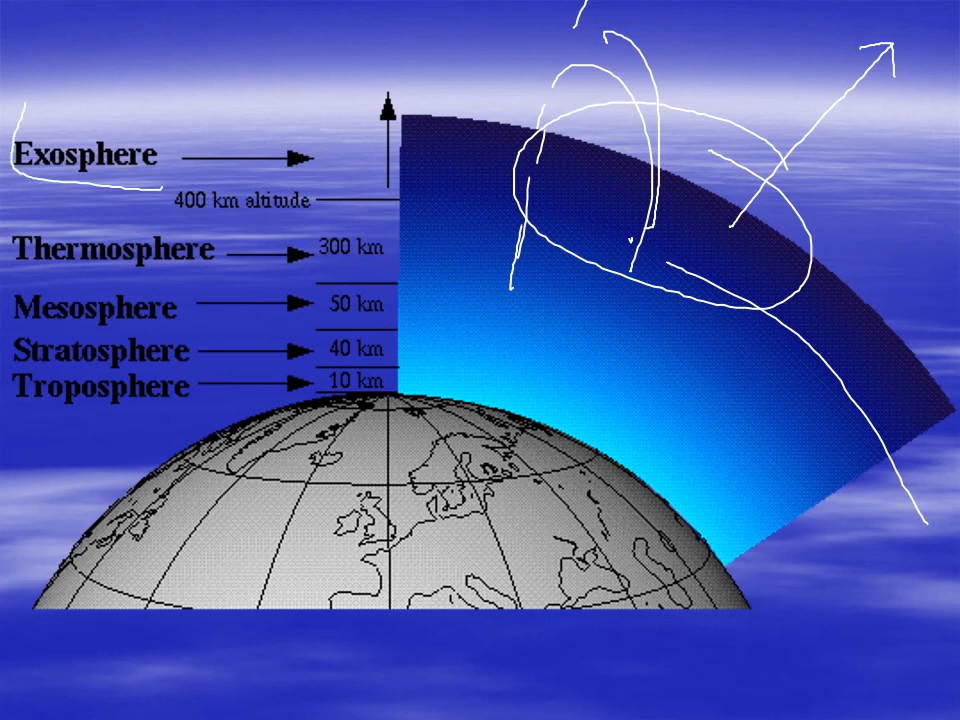 Exosphere
400 km altitude
Thermosphere 300 km
Mesosphere 50 km
Stratosphere 40 km
Troposphere 10 km